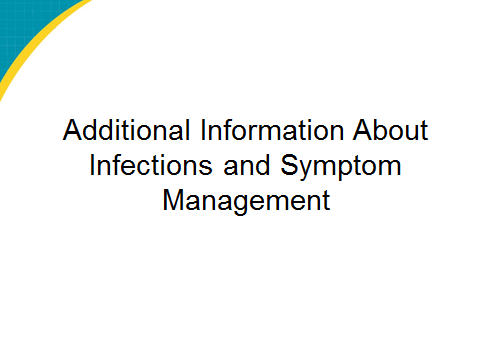 Additional Information About
Infections and Symptom
Management